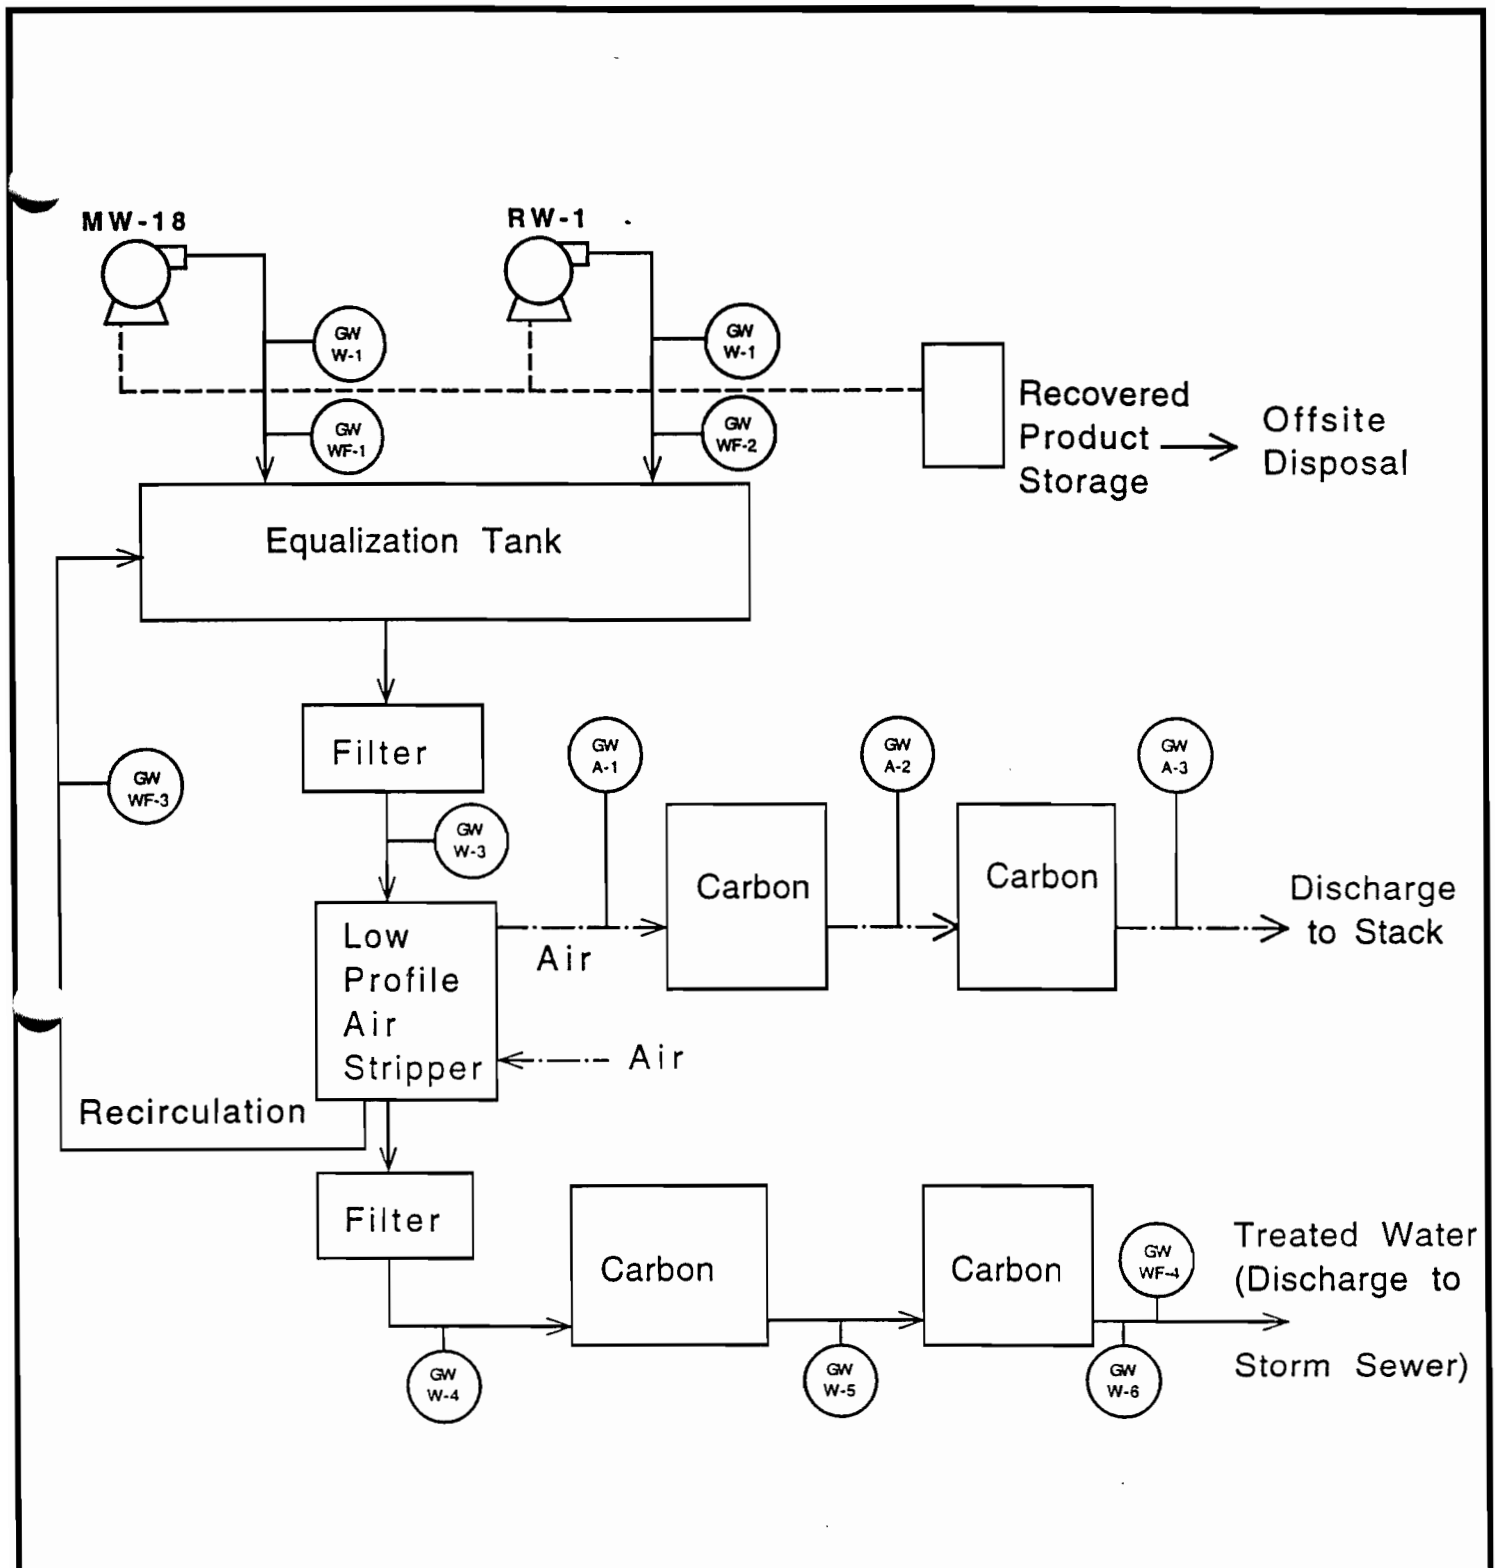 MW-18
RW-1
GW
W-1
GW
W-1
GW
WF-1
GW
WF-2
Recovered
Product
Storage
Offsite
Disposal
Equalization Tank
Filter
GW
WF-3
GW
W-3
GW
A-1
GW
A-2
GW
A-3
Carbon
Carbon
Discharge
to Stack
Low
Profile
Air
Stripper
Air
Air
Recirculation
Filter
Carbon
Carbon
GW
W-4
GW
W-5
GW
W-6
GW
WF-4
Treated Water
(Discharge to
Storm Sewer)